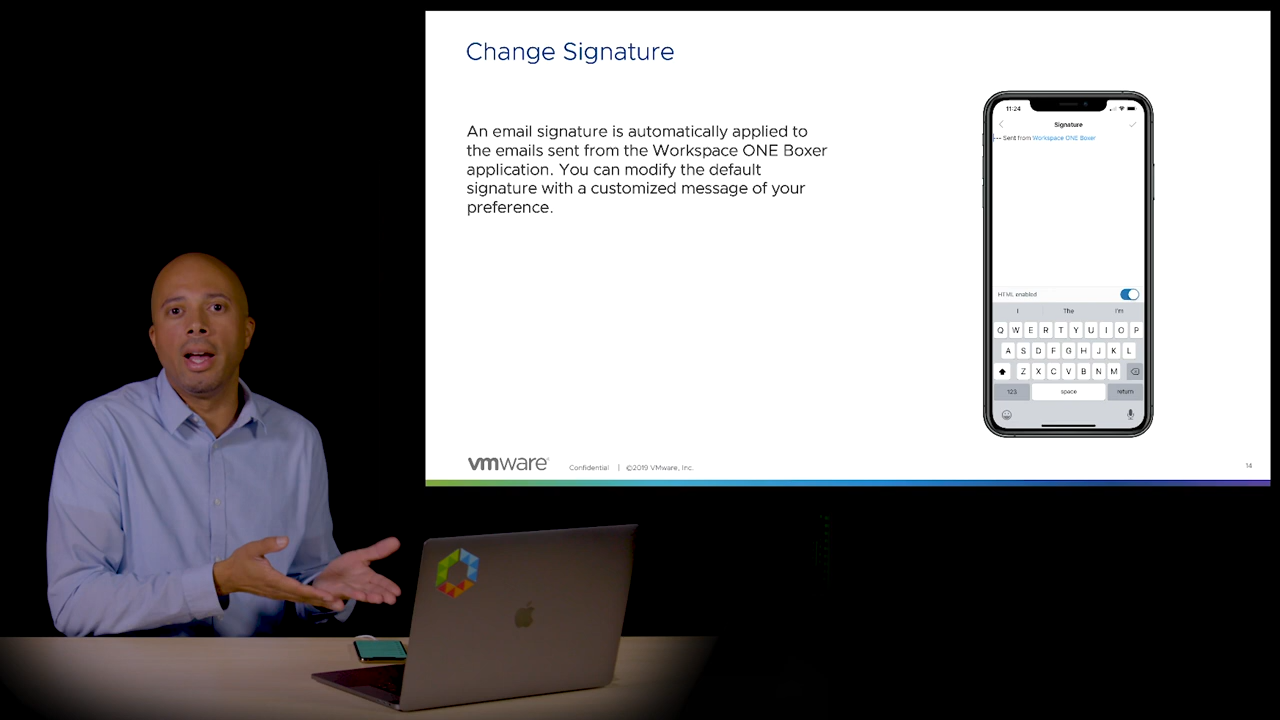 Change Signature
An email signature is automatically applied to
the emails sent from the Workspace ONE Boxer
application. You can modify the default
signature with a customized message of your
preference.
11:24
Signature
--- Sent from Workspace ONE Boxer
HTML enabled
I The I'm
Q W E R T Y U I O P
A S D F G H J K L
Z X C V B N M
123 space return
vmware® Confidential | ©2019 VMware, Inc.
14